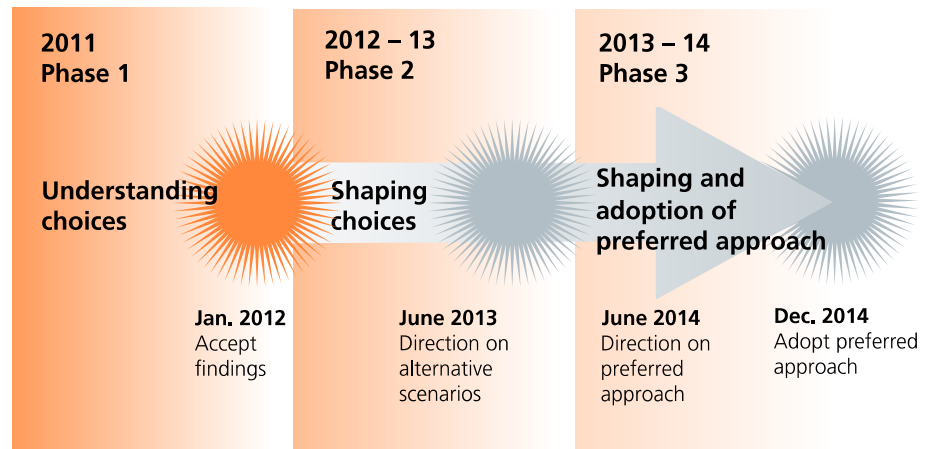 2011
Phase 1
2012 – 13
Phase 2
2013 – 14
Phase 3
Understanding
choices
Shaping
choices
Shaping and
adoption of
preferred approach
Jan. 2012
Accept
findings
June 2013
Direction on
alternative
scenarios
June 2014
Direction on
preferred
approach
Dec. 2014
Adopt preferred
approach